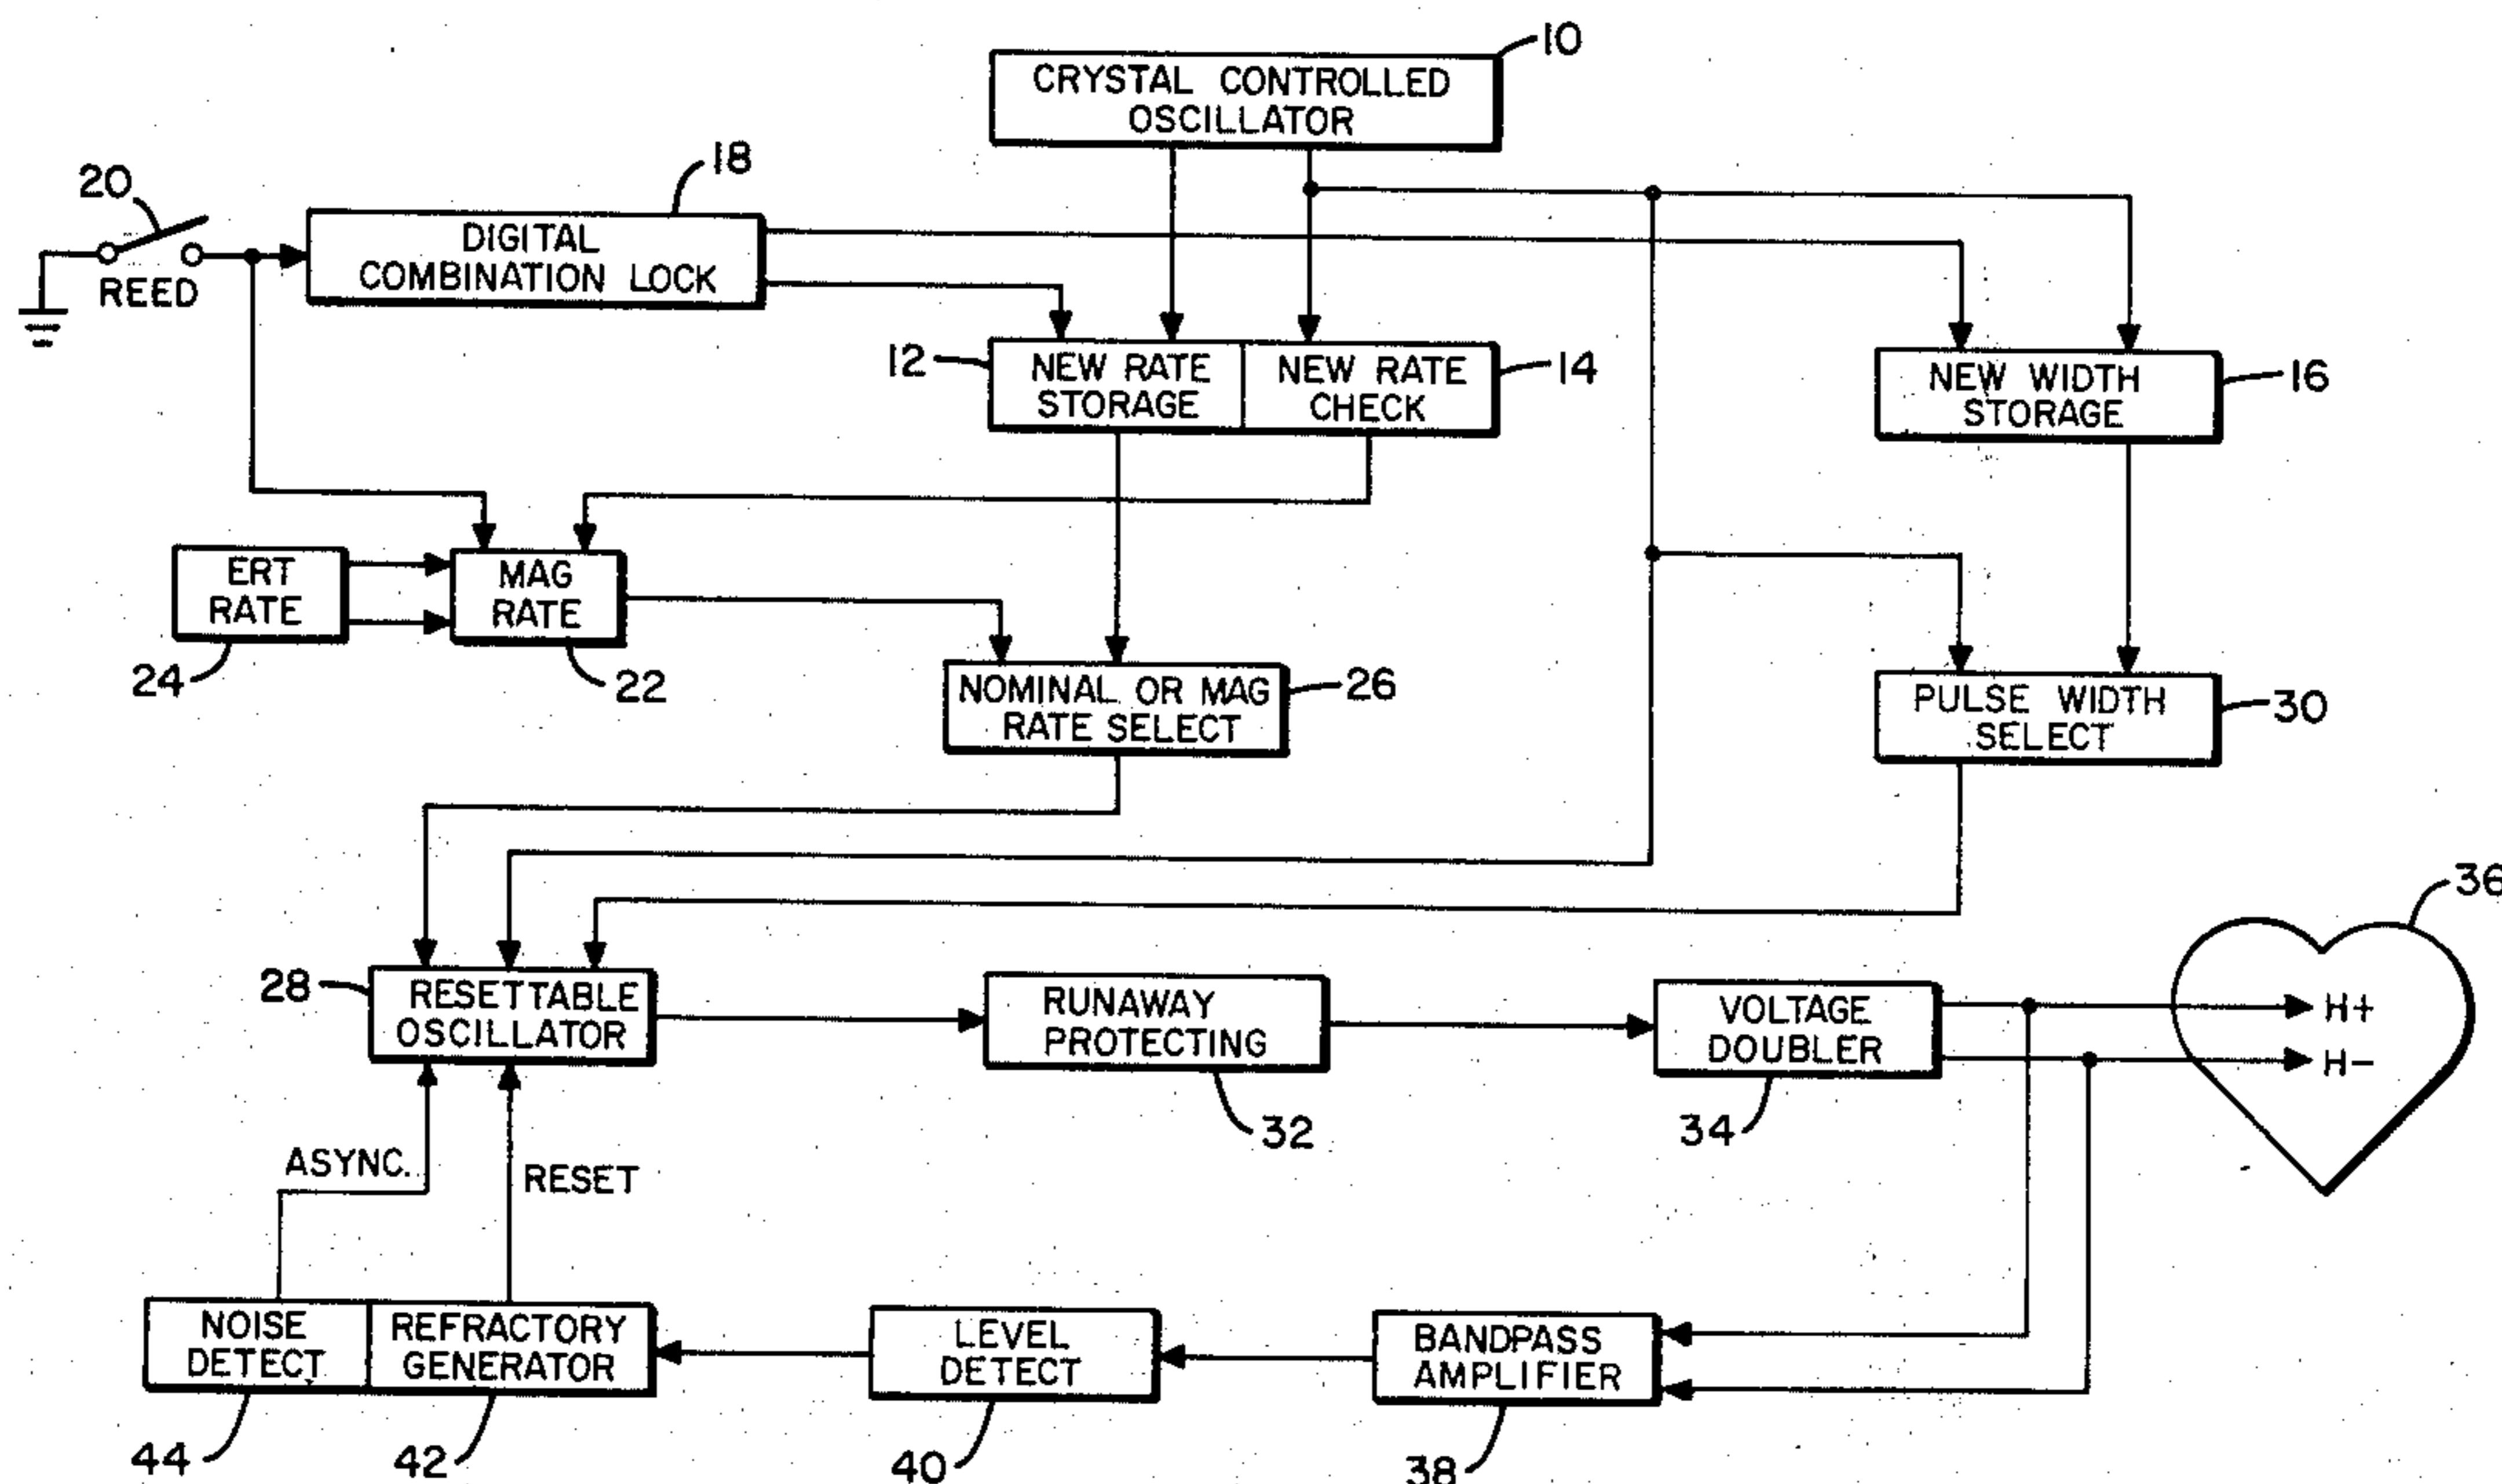 10
CRYSTAL CONTROLLED
OSCILLATOR
18
20
DIGITAL
COMBINATION LOCK
REED
12
NEW RATE
STORAGE
NEW RATE
CHECK
14
NEW WIDTH
STORAGE
16
ERT
RATE
MAG
RATE
24
22
NOMINAL OR MAG
RATE SELECT
26
PULSE WIDTH
SELECT
30
36
28
RESETTABLE
OSCILLATOR
RUNAWAY
PROTECTING
VOLTAGE
DOUBLER
H+
H-
32
34
ASYNC.
RESET
NOISE
DETECT
REFRACTORY
GENERATOR
LEVEL
DETECT
BANDPASS
AMPLIFIER
44
42
40
38